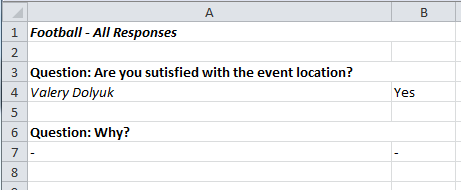 A B
1 Football - All Responses
2
3 Question: Are you sutisfied with the event location?
4 Valery Dolyuk Yes
5
6 Question: Why?
7 - -
8